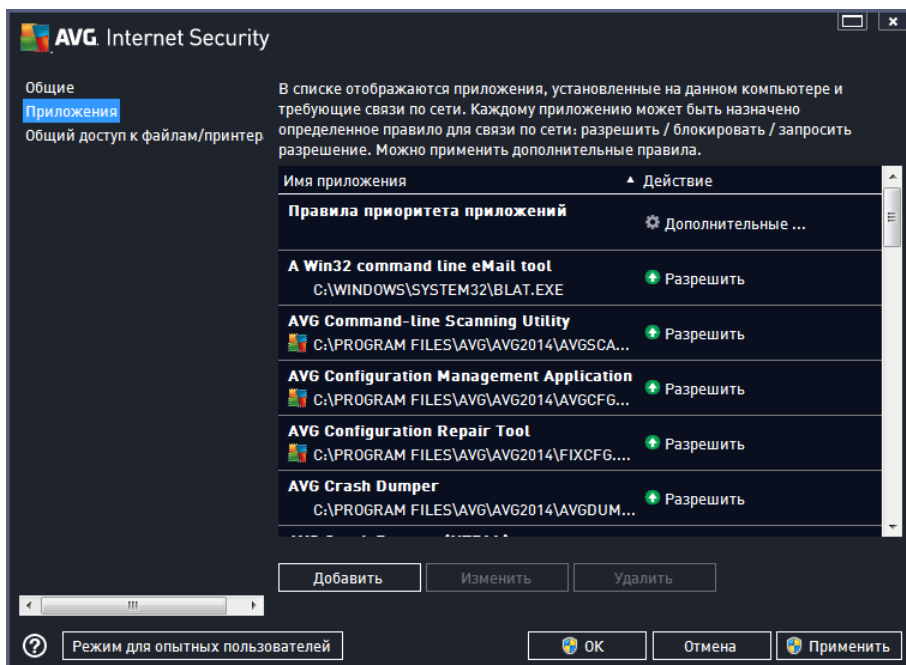 AVG. Internet Security
Общие
Приложения
Общий доступ к файлам/принтер
В списке отображаются приложения, установленные на данном компьютере и
требующие связи по сети. Каждому приложению может быть назначено
определенное правило для связи по сети: разрешить / блокировать / запросить
разрешение. Можно применить дополнительные правила.
Имя приложения Действие
Правила приоритета приложений
Дополнительные ...
A Win32 command line eMail tool
C:\WINDOWS\SYSTEM32\BLAT.EXE
Разрешить
AVG Command-line Scanning Utility
C:\PROGRAM FILES\AVG\AVG2014\AVGSCA...
Разрешить
AVG Configuration Management Application
C:\PROGRAM FILES\AVG\AVG2014\AVGCFG...
Разрешить
AVG Configuration Repair Tool
C:\PROGRAM FILES\AVG\AVG2014\FIXCFG....
Разрешить
AVG Crash Dumper
C:\PROGRAM FILES\AVG\AVG2014\AVGDUM...
Разрешить
Добавить Изменить Удалить
Режим для опытных пользователей OK Отмена Применить